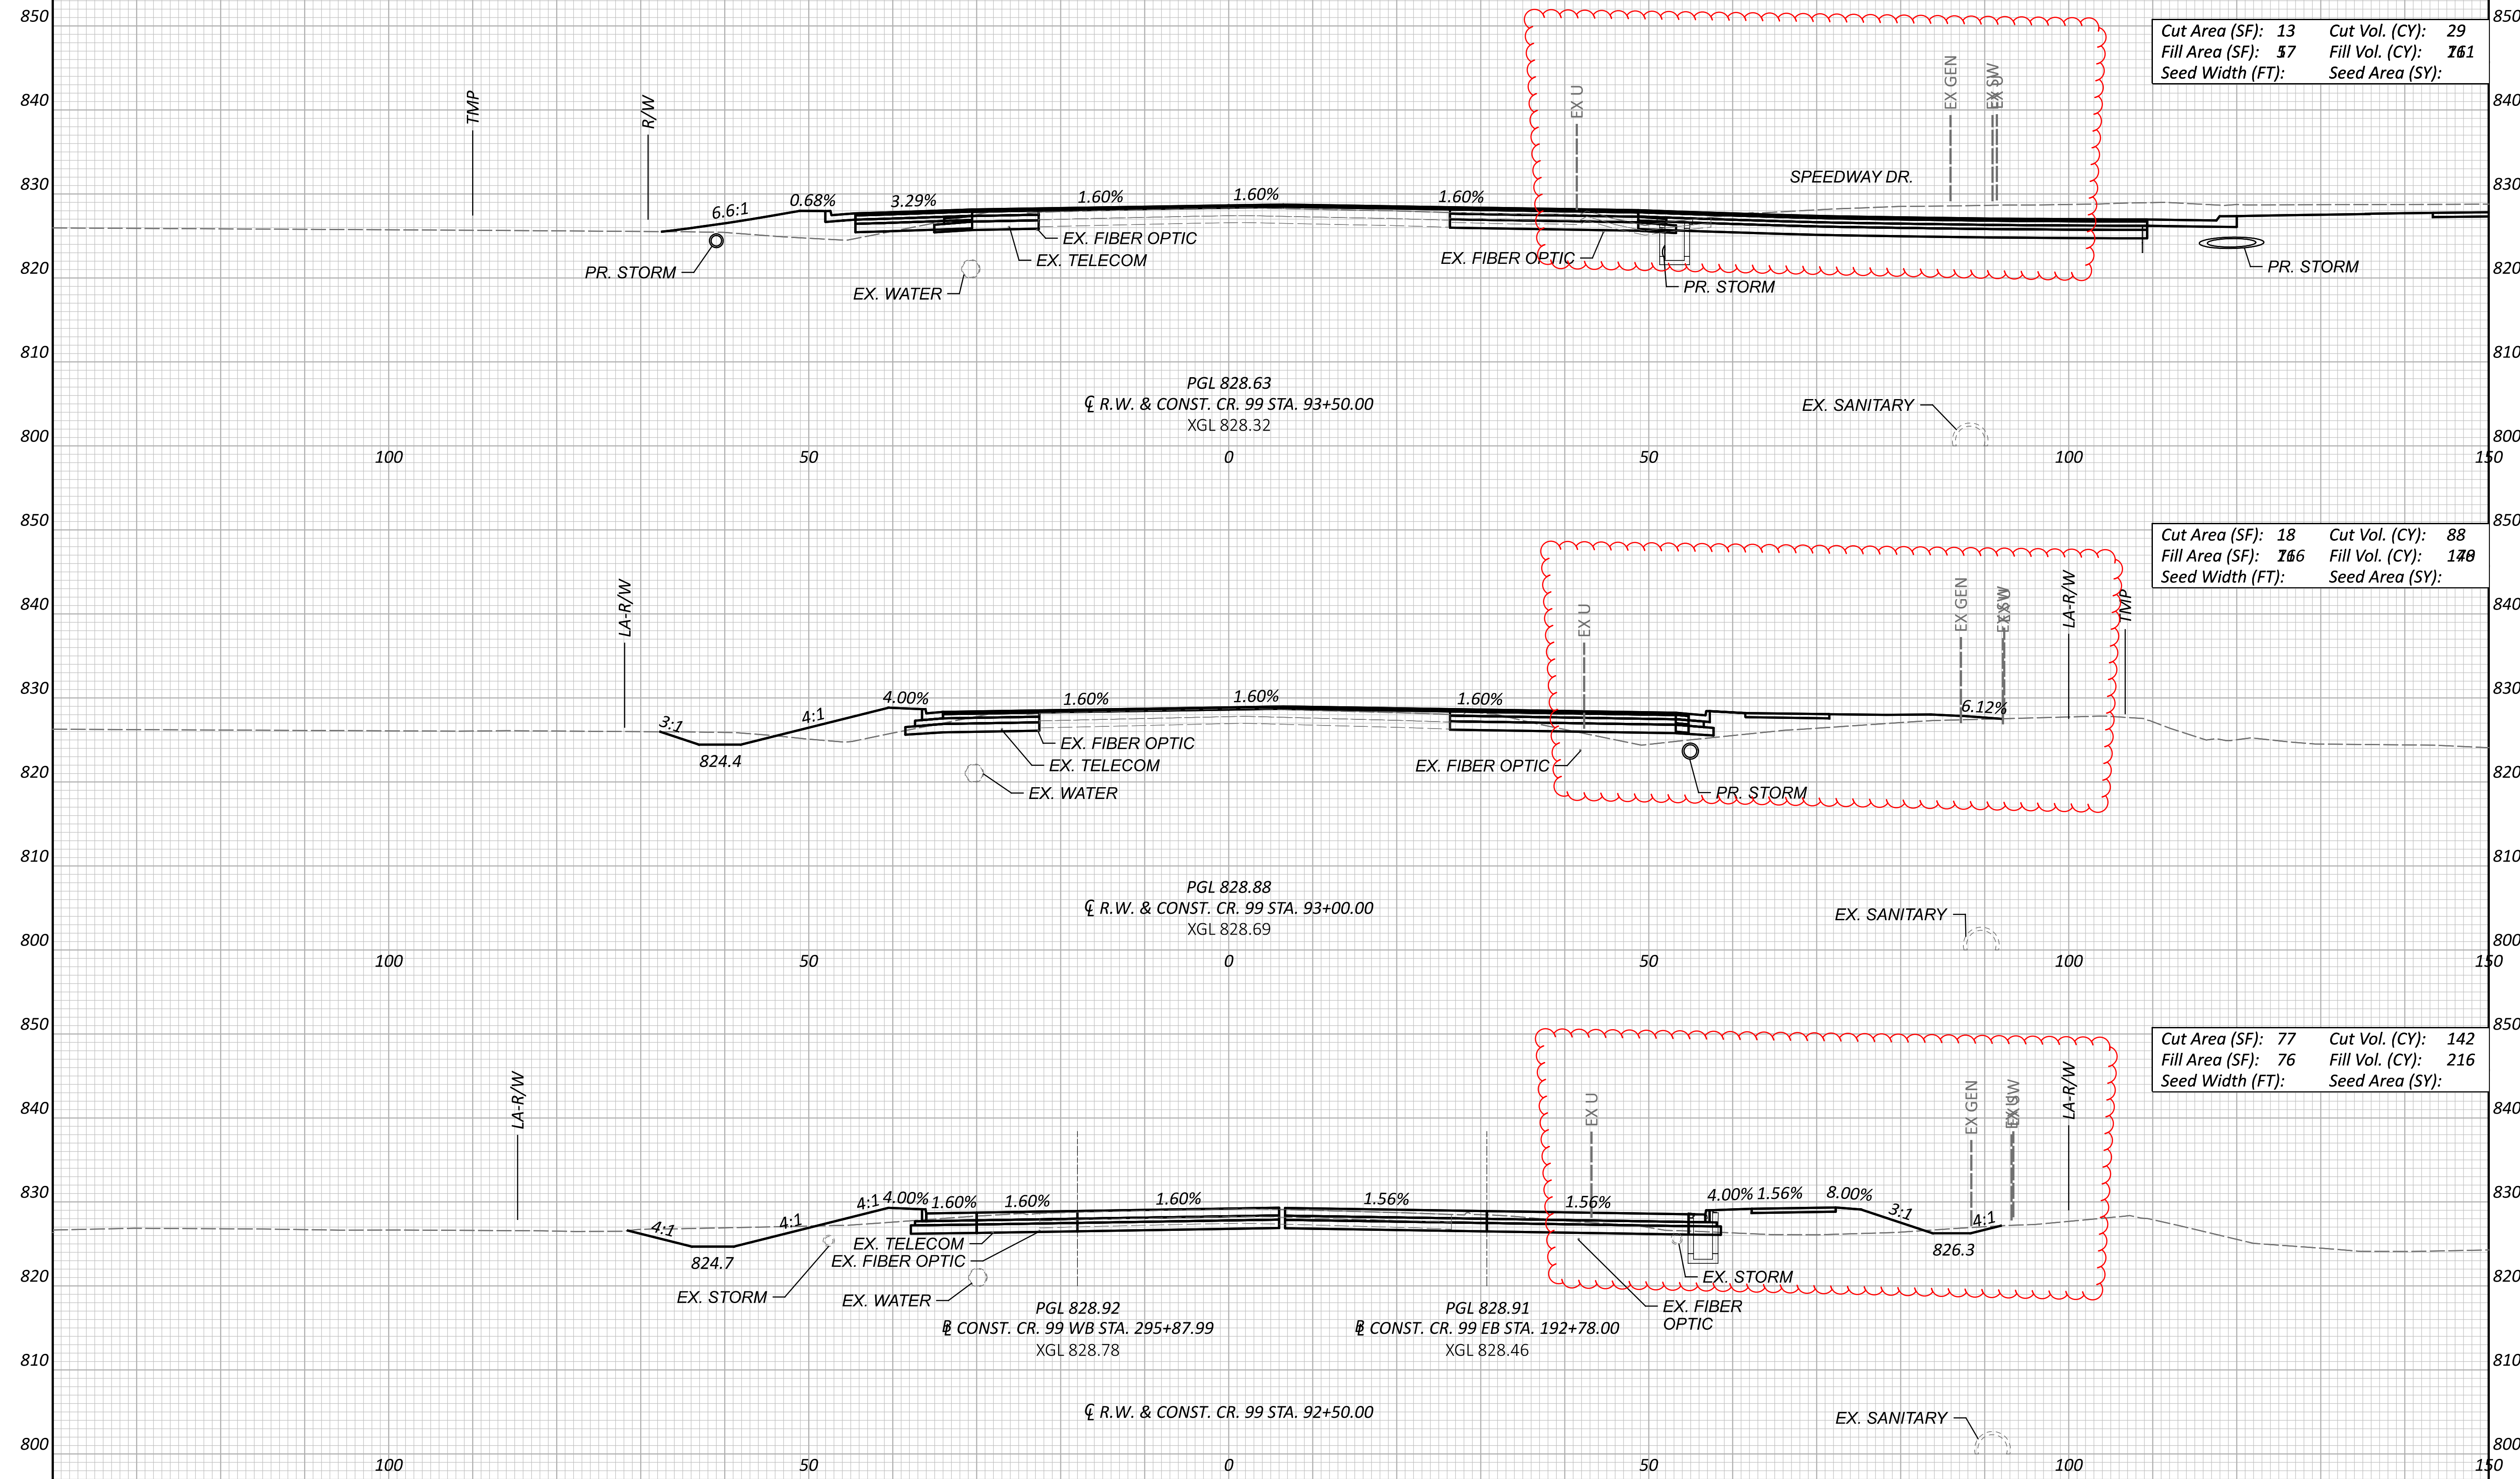 850
850
Cut Area (SF): 13 Cut Vol. (CY): 29
Fill Area (SF): Fill Vol. (CY):
Seed Width (FT): Seed Area (SY):
840
TMP
R/W
EX U
EX GEN
EX SW
840
830
0.68%
3.29%
1.60%
1.60%
1.60%
SPEEDWAY DR.
830
6.6:1
820
PR. STORM
EX. WATER
EX. FIBER OPTIC
EX. TELECOM
EX. FIBER OPTIC
PR. STORM
PR. STORM
820
810
810
PGL 828.63
℄ R.W. & CONST. CR. 99 STA. 93+50.00
XGL 828.32
EX. SANITARY
800
800
100
50
0
50
100
150
850
850
Cut Area (SF): 18 Cut Vol. (CY): 88
Fill Area (SF): Fill Vol. (CY):
Seed Width (FT): Seed Area (SY):
840
LA-R/W
EX U
EX GEN
LA-R/W
TMP
840
830
3:1
4:1
4.00%
1.60%
1.60%
1.60%
6.12%
830
824.4
820
EX. FIBER OPTIC
EX. TELECOM
EX. WATER
EX. FIBER OPTIC
PR. STORM
820
810
810
PGL 828.88
℄ R.W. & CONST. CR. 99 STA. 93+00.00
XGL 828.69
EX. SANITARY
800
800
100
50
0
50
100
150
850
850
Cut Area (SF): 77 Cut Vol. (CY): 142
Fill Area (SF): 76 Fill Vol. (CY): 216
Seed Width (FT): Seed Area (SY):
840
LA-R/W
EX U
EX GEN
LA-R/W
840
830
4:1
4:1
4:1
4.00%
1.60%
1.60%
1.60%
1.56%
1.56%
4.00%
1.56%
8.00%
3:1
4:1
830
824.7
826.3
820
EX. TELECOM
EX. FIBER OPTIC
EX. STORM
EX. WATER
EX. STORM
EX. FIBER
OPTIC
820
PGL 828.92
CONST. CR. 99 WB STA. 295+87.99
XGL 828.78
PGL 828.91
CONST. CR. 99 EB STA. 192+78.00
XGL 828.46
810
810
℄ R.W. & CONST. CR. 99 STA. 92+50.00
EX. SANITARY
800
800
100
50
0
50
100
150